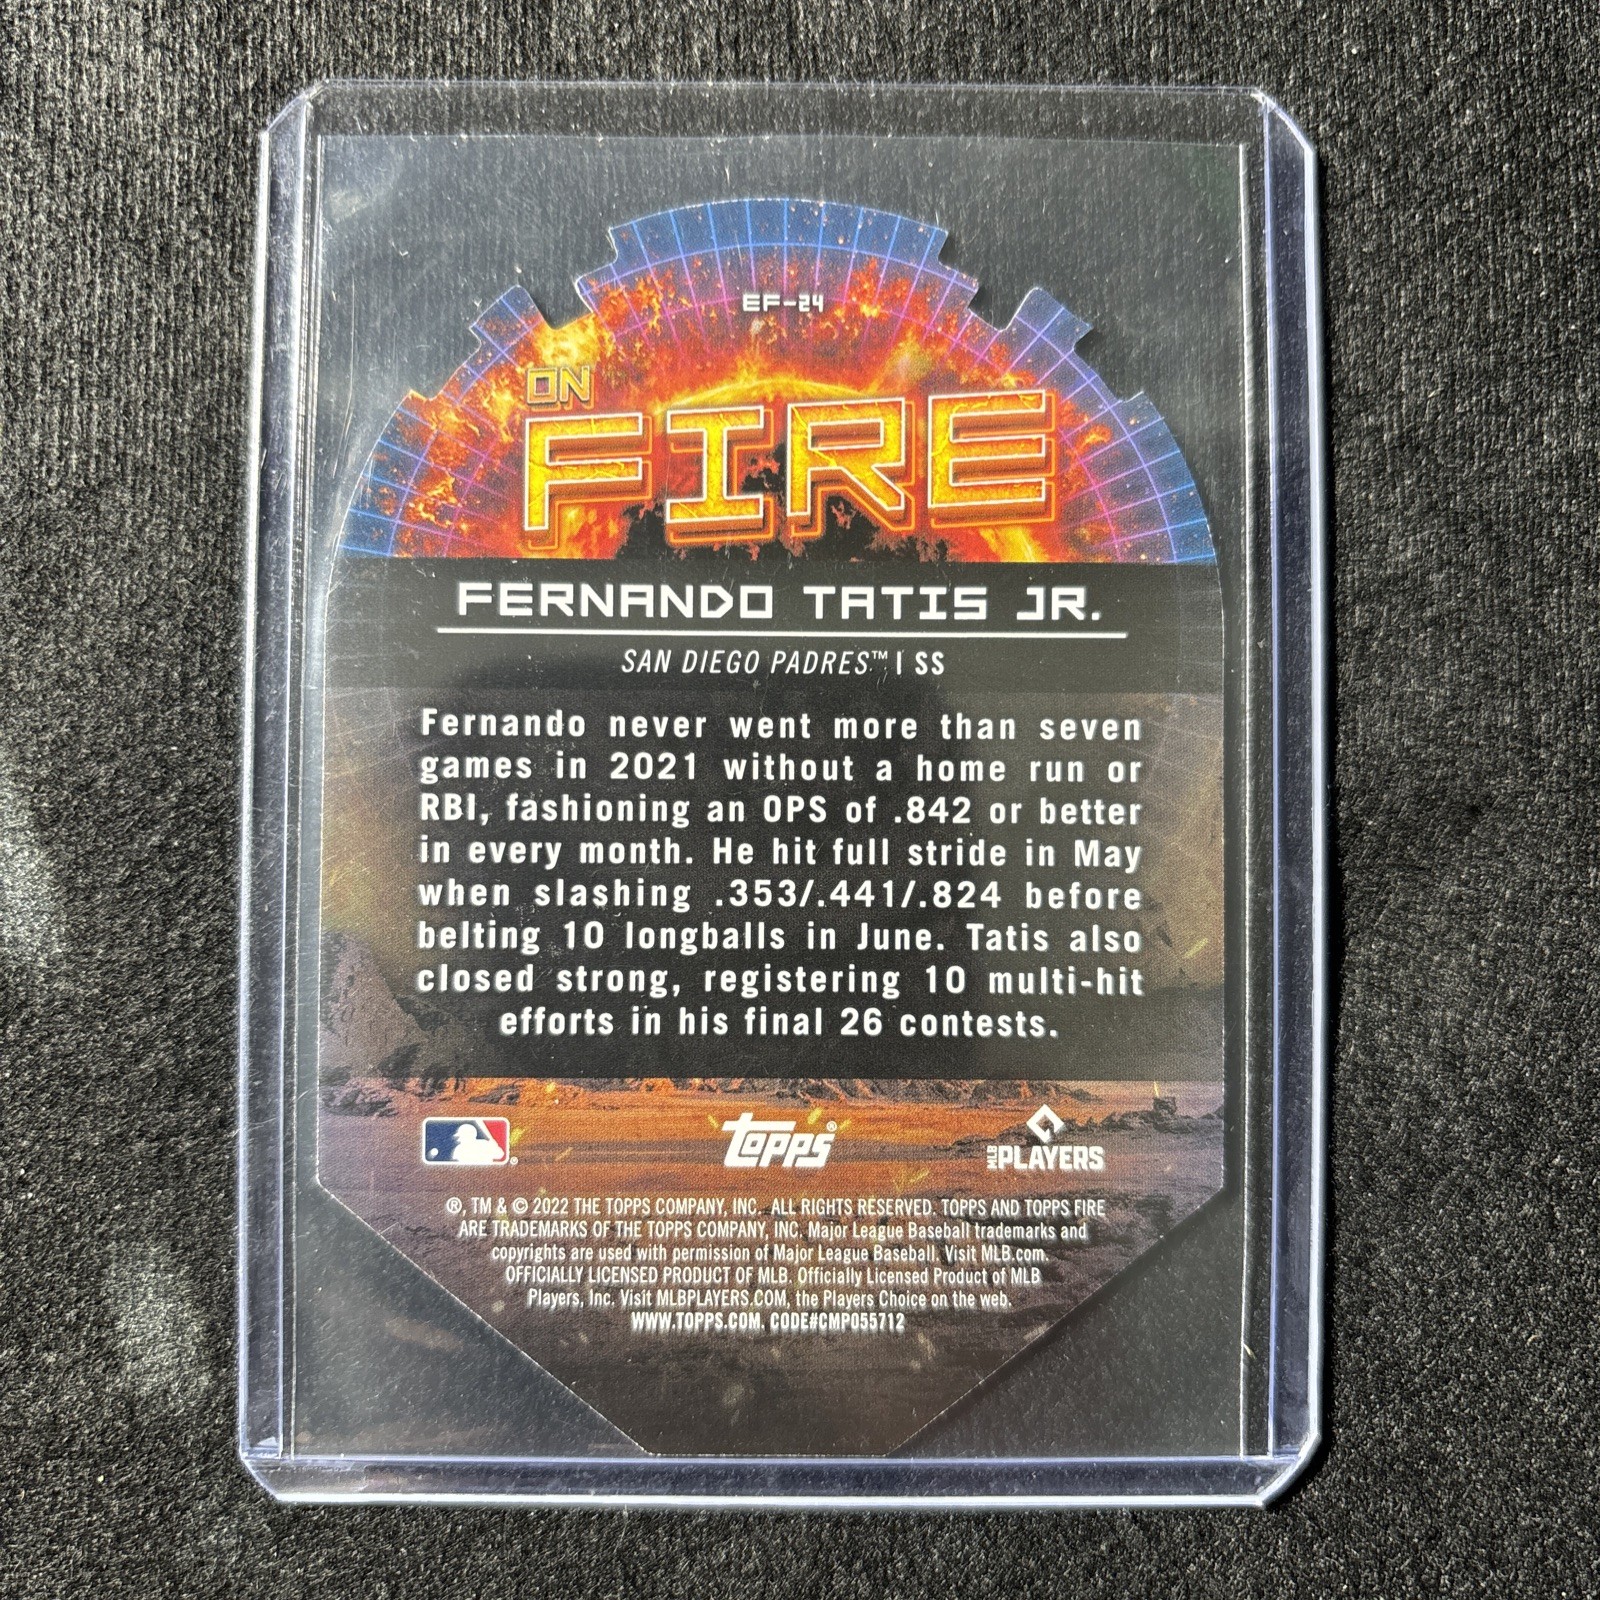 EF-24
ON
FIRE
FERNANDO TATIS JR.
SAN DIEGO PADRES™ | SS
Fernando never went more than seven
games in 2021 without a home run or
RBI, fashioning an OPS of .842 or better
in every month. He hit full stride in May
when slashing .353/.441/.824 before
belting 10 longballs in June. Tatis also
closed strong, registering 10 multi-hit
efforts in his final 26 contests.
® topps® MLB PLAYERS
®, TM & © 2022 THE TOPPS COMPANY, INC. ALL RIGHTS RESERVED. TOPPS AND TOPPS FIRE
ARE TRADEMARKS OF THE TOPPS COMPANY, INC. Major League Baseball trademarks and
copyrights are used with permission of Major League Baseball. Visit MLB.com.
OFFICIALLY LICENSED PRODUCT OF MLB. Officially Licensed Product of MLB
Players, Inc. Visit MLBPLAYERS.COM, the Players Choice on the web.
WWW.TOPPS.COM. CODE#CMP055712